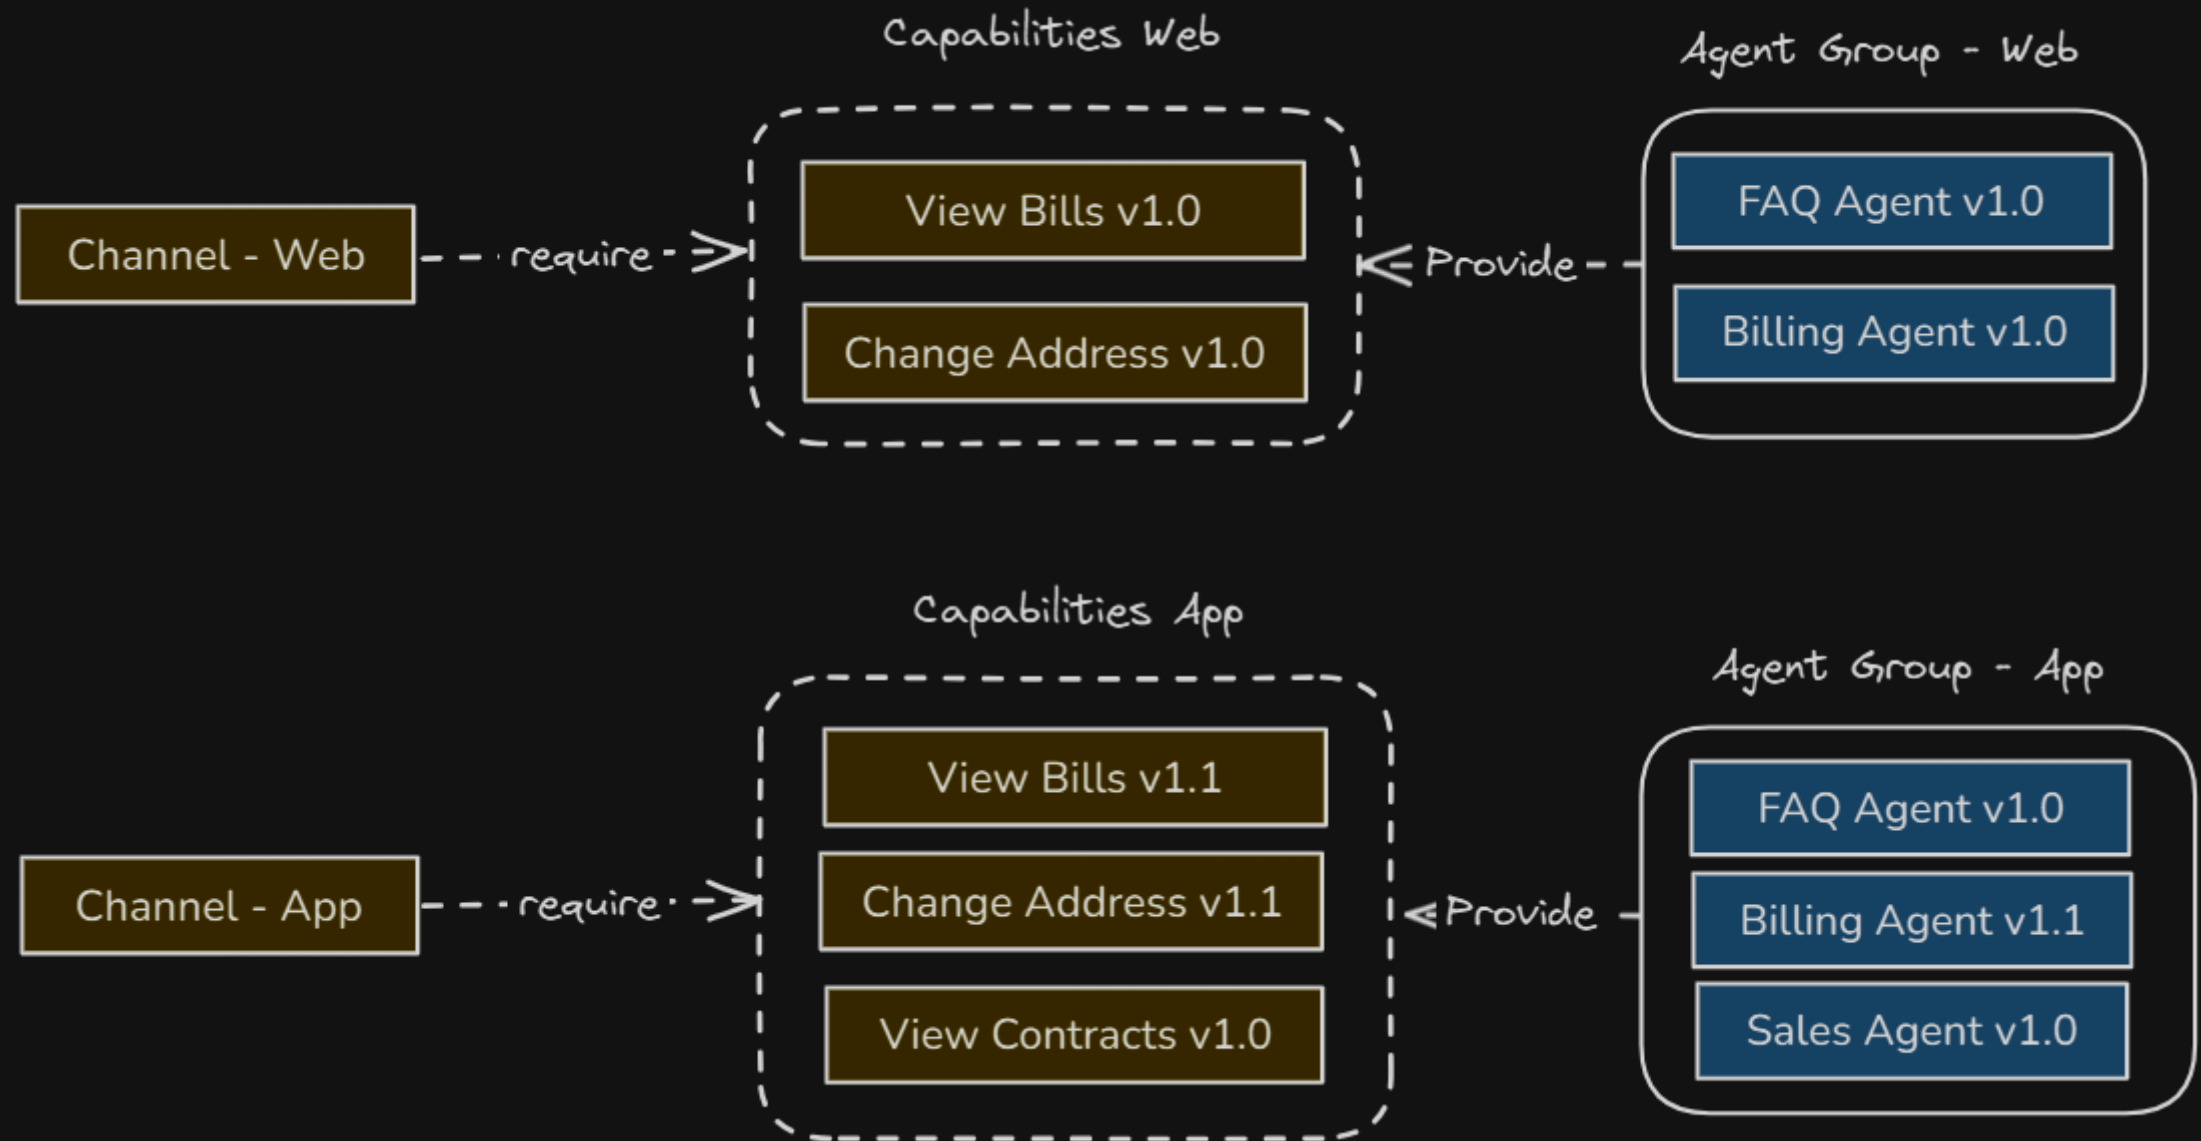 Capabilities Web
Agent Group - Web
Channel - Web
require
View Bills v1.0
Change Address v1.0
Provide
FAQ Agent v1.0
Billing Agent v1.0
Capabilities App
Agent Group - App
Channel - App
require
View Bills v1.1
Change Address v1.1
View Contracts v1.0
Provide
FAQ Agent v1.0
Billing Agent v1.1
Sales Agent v1.0